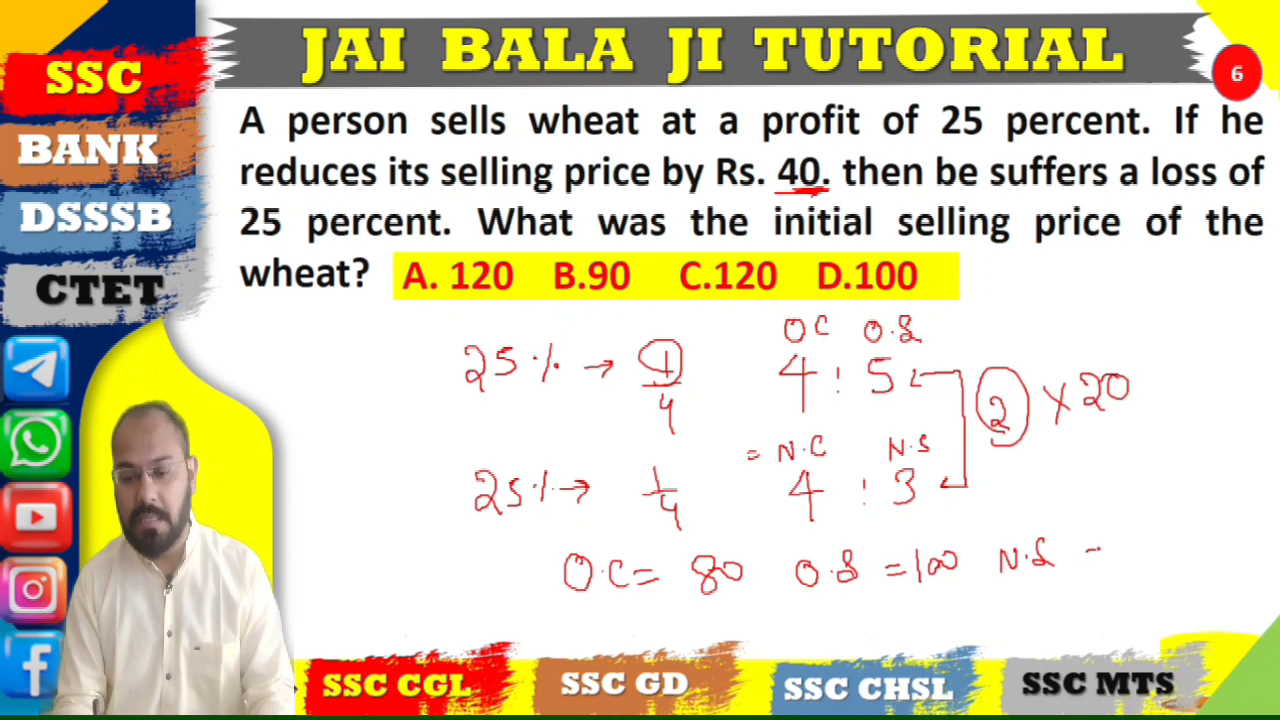 JAI BALA JI TUTORIAL
6
SSC
BANK
DSSSB
CTET
A person sells wheat at a profit of 25 percent. If he
reduces its selling price by Rs. 40. then be suffers a loss of
25 percent. What was the initial selling price of the
wheat? A. 120 B.90 C.120 D.100
O C O.S
25% → 1/4 4 : 5 2 × 20
= N.C N.S
25% → 1/4 4 : 3
O.C = 80 O.S = 100 N.S =
SSC CGL SSC GD SSC CHSL SSC MTS